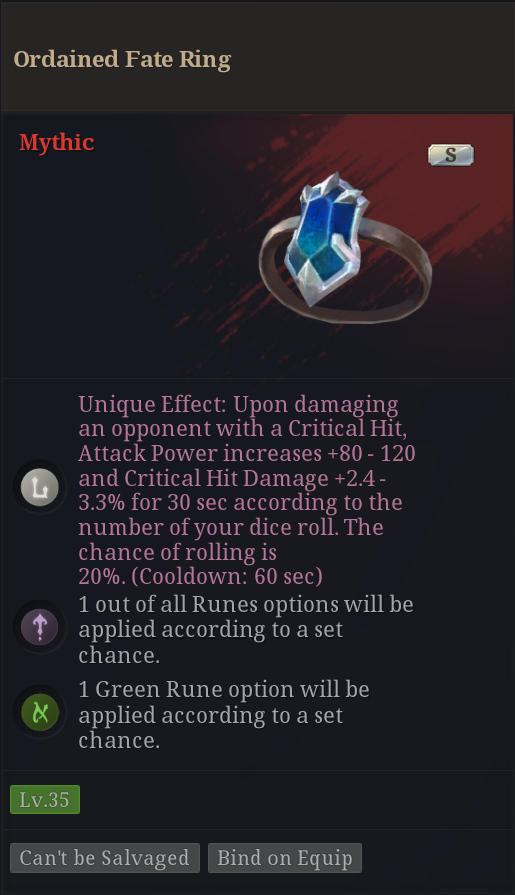 Ordained Fate Ring
Mythic
S
Unique Effect: Upon damaging
an opponent with a Critical Hit,
Attack Power increases +80 - 120
and Critical Hit Damage +2.4 -
3.3% for 30 sec according to the
number of your dice roll. The
chance of rolling is
20%. (Cooldown: 60 sec)
1 out of all Runes options will be
applied according to a set
chance.
1 Green Rune option will be
applied according to a set
chance.
Lv.35
Can't be Salvaged
Bind on Equip